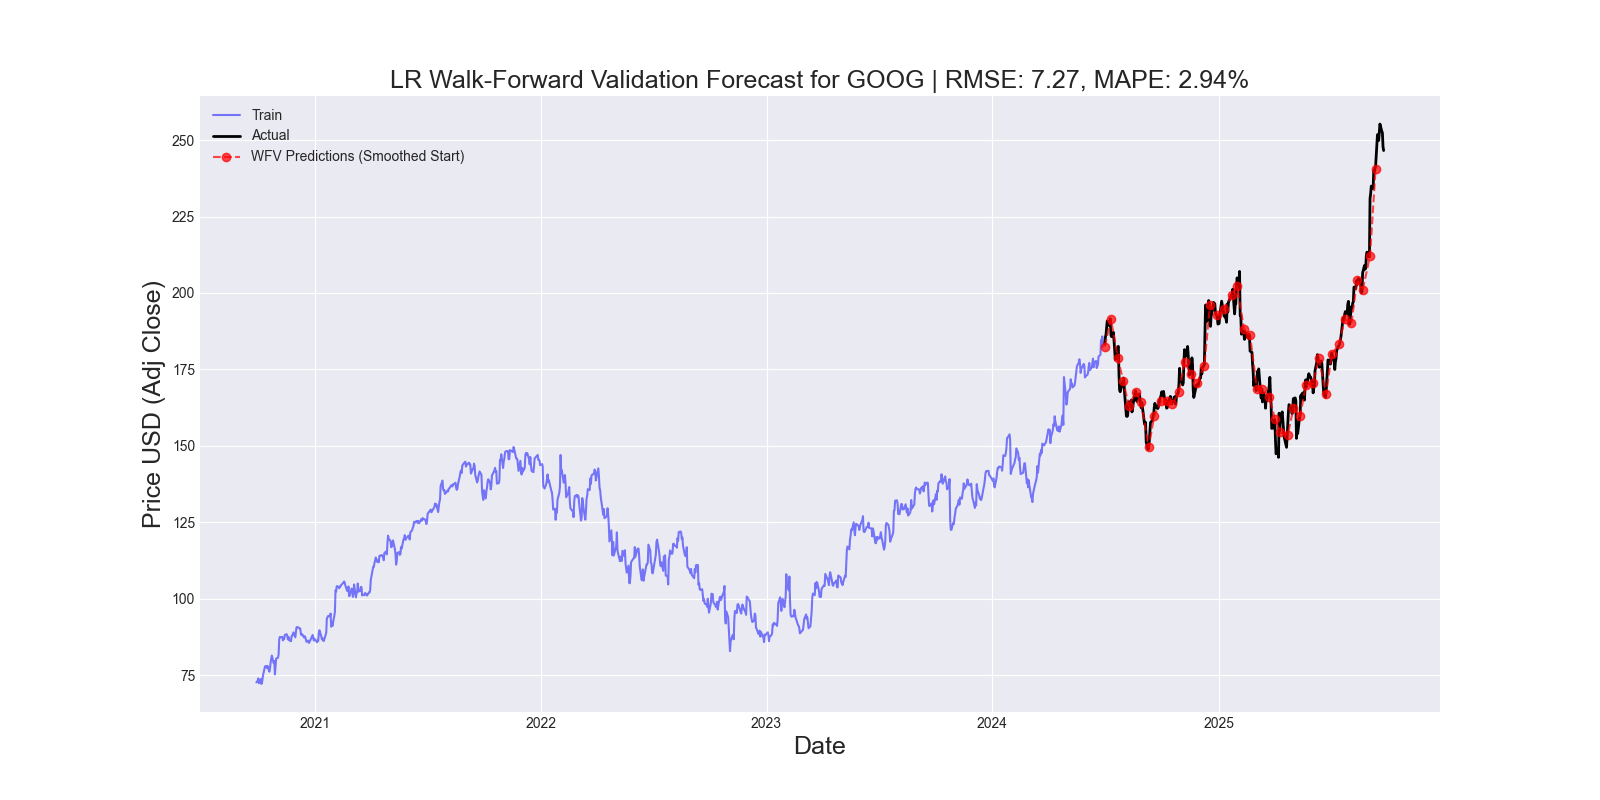 LR Walk-Forward Validation Forecast for GOOG | RMSE: 7.27, MAPE: 2.94%
Train
Actual
WFV Predictions (Smoothed Start)
Price USD (Adj Close)
250
225
200
175
150
125
100
75
2021
2022
2023
2024
2025
Date